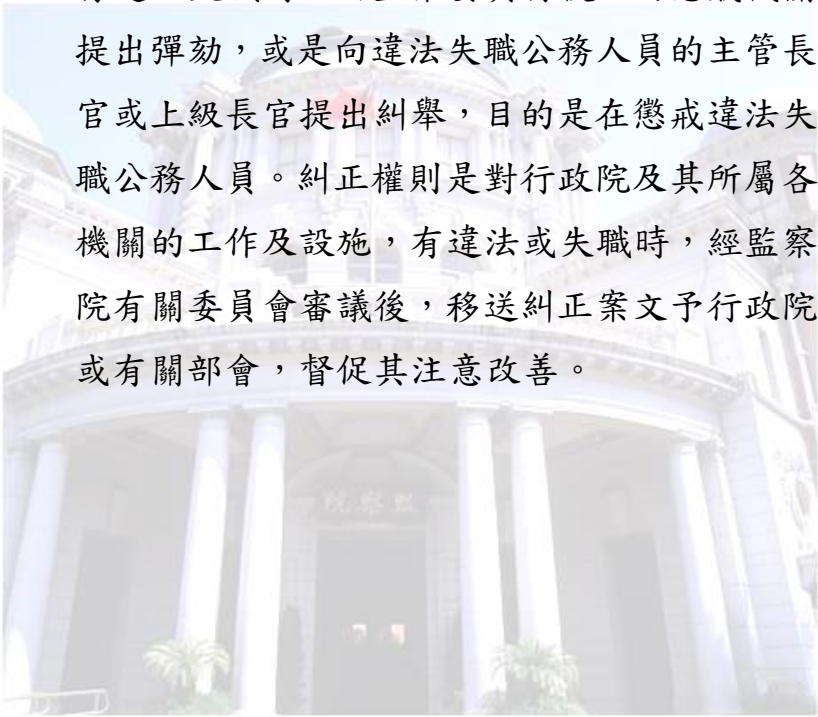 提出彈劾，或是向違法失職公務人員的主管長
官或上級長官提出糾舉，目的是在懲戒違法失
職公務人員。糾正權則是對行政院及其所屬各
機關的工作及設施，有違法或失職時，經監察
院有關委員會審議後，移送糾正案文予行政院
或有關部會，督促其注意改善。
院察監